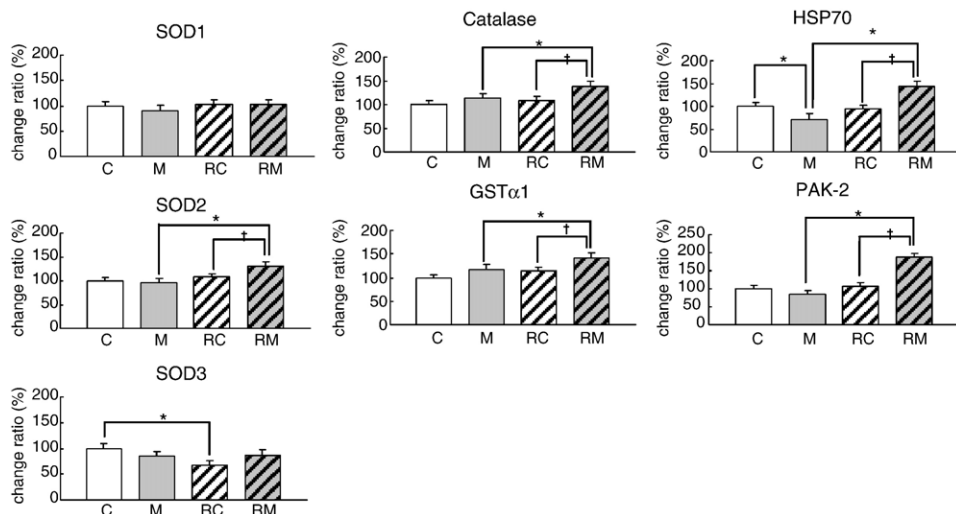 SOD1
change ratio (%)
200
150
100
50
0
C M RC RM
Catalase
change ratio (%)
200
150
100
50
0
*
†
C M RC RM
HSP70
change ratio (%)
200
150
100
50
0
* *
†
C M RC RM
SOD2
change ratio (%)
200
150
100
50
0
*
†
C M RC RM
GSTα1
change ratio (%)
200
150
100
50
0
*
†
C M RC RM
PAK-2
change ratio (%)
250
200
150
100
50
0
*
†
C M RC RM
SOD3
change ratio (%)
200
150
100
50
0
*
C M RC RM